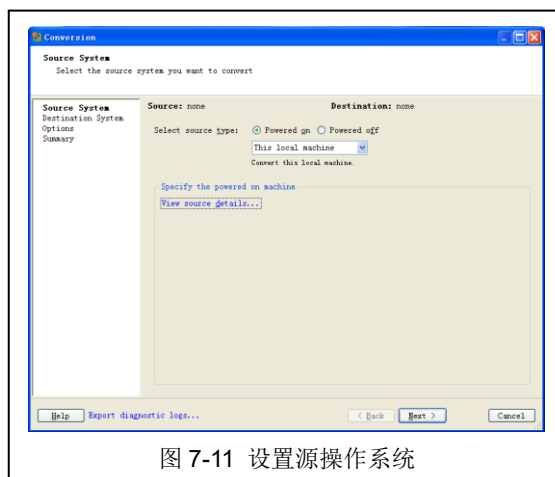 Conversion
Source System
Select the source system you want to convert
Source System
Destination System
Options
Summary
Source: none
Destination: none
Select source type:
Powered on
Powered off
This local machine
Convert this local machine.
Specify the powered on machine
View source details...
Help
Export diagnostic logs...
< Back
Next >
Cancel
图 7-11 设置源操作系统